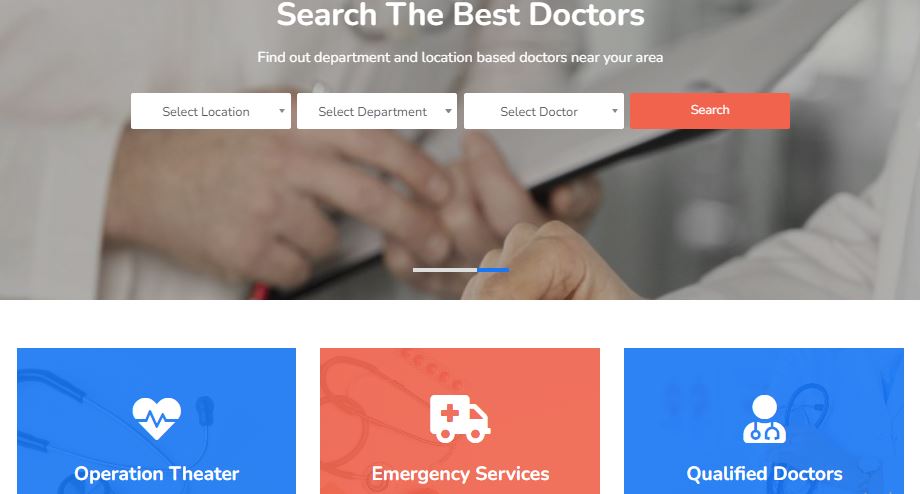 Search The Best Doctors
Find out department and location based doctors near your area
Select Location
Select Department
Select Doctor
Search
Operation Theater
Emergency Services
Qualified Doctors